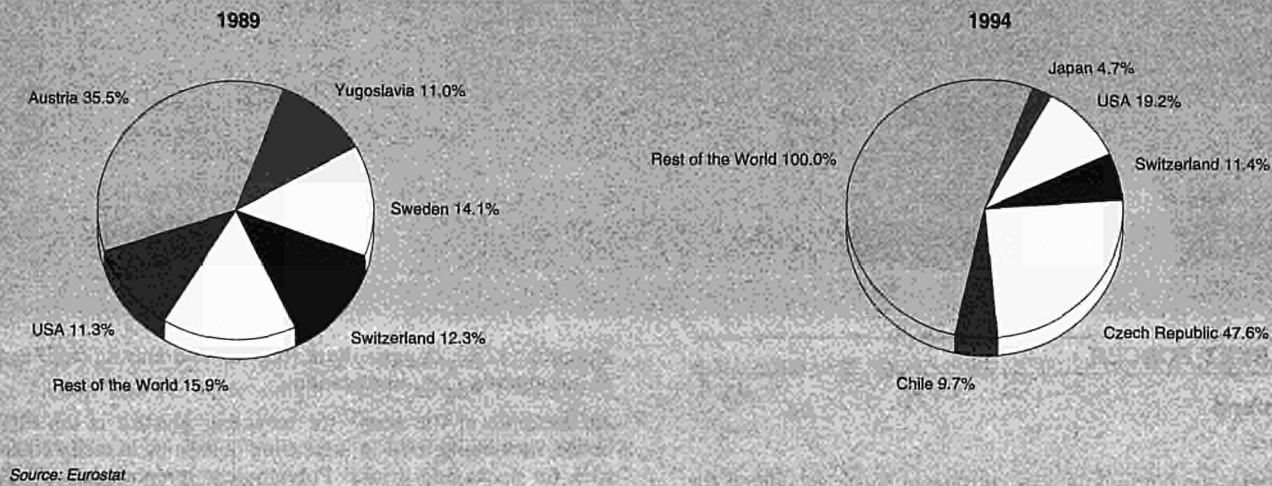 1989
Austria 35.5%
Yugoslavia 11.0%
Sweden 14.1%
USA 11.3%
Switzerland 12.3%
Rest of the World 15.9%
1994
Japan 4.7%
USA 19.2%
Rest of the World 100.0%
Switzerland 11.4%
Czech Republic 47.6%
Chile 9.7%
Source: Eurostat